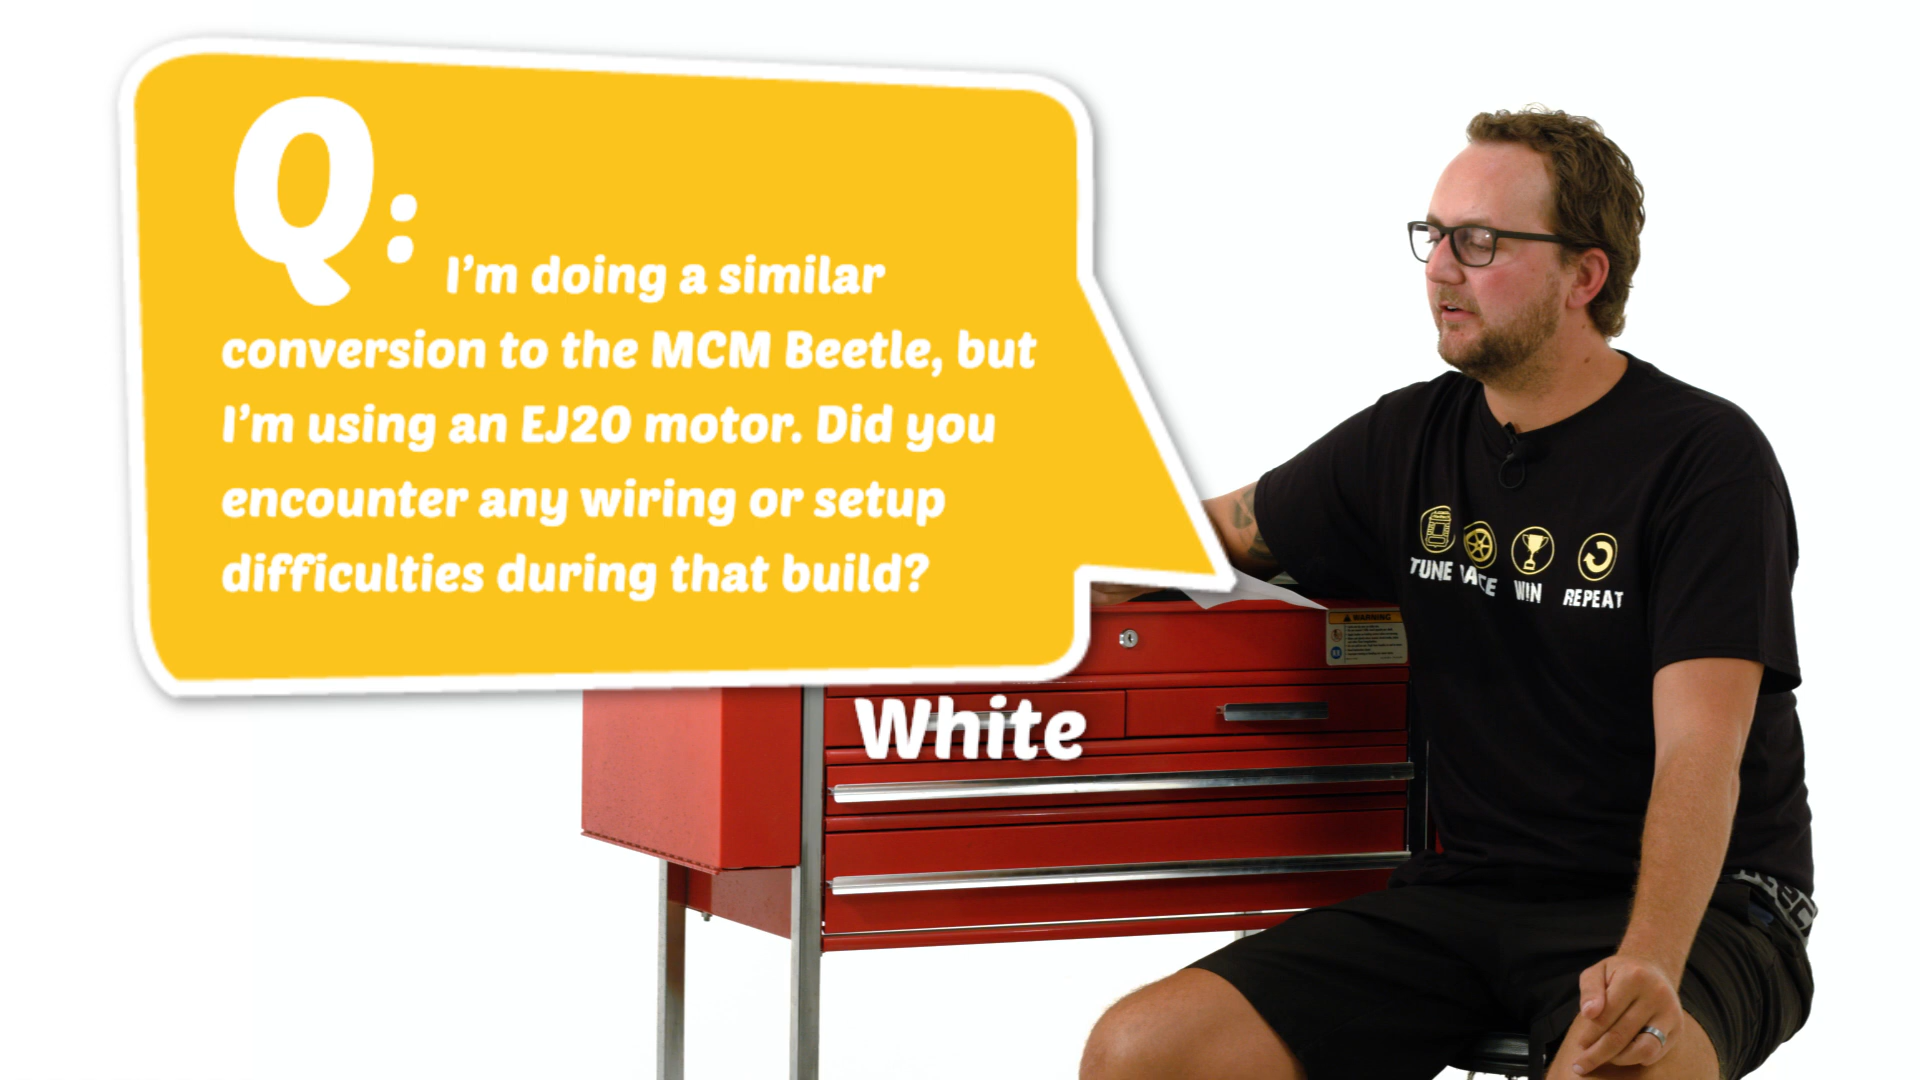 Q: I'm doing a similar
conversion to the MCM Beetle, but
I'm using an EJ20 motor. Did you
encounter any wiring or setup
difficulties during that build?
White
TUNE
WIN
REPEAT
WARNING